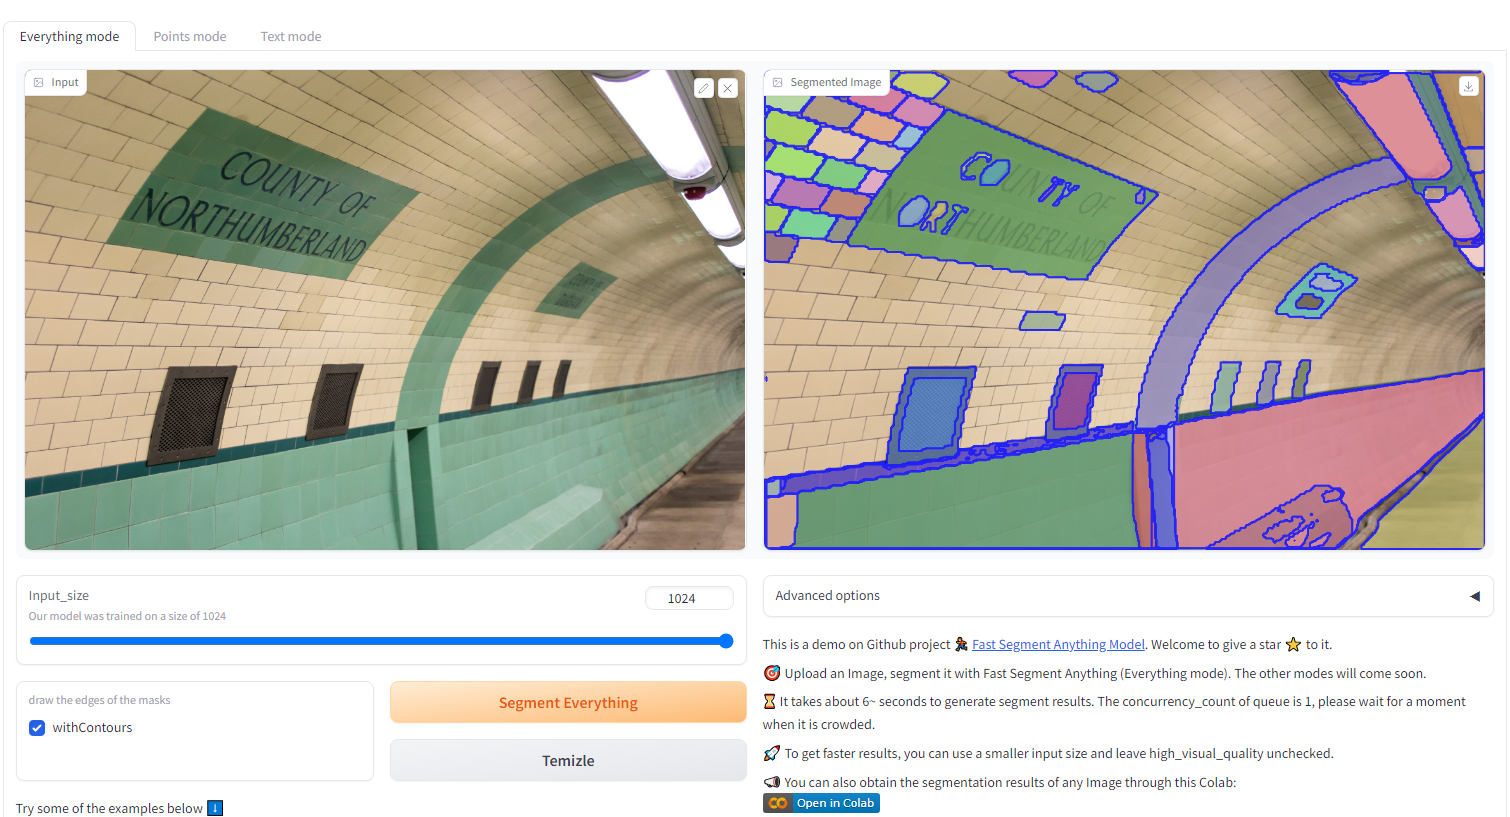 Everything mode
Points mode
Text mode
Input
COUNTY OF
NORTHUMBERLAND
Segmented Image
COUNTY OF
NORTHUMBERLAND
Input_size
1024
Our model was trained on a size of 1024
draw the edges of the masks
withContours
Segment Everything
Temizle
Try some of the examples below ⬇
Advanced options
This is a demo on Github project 🏃 Fast Segment Anything Model. Welcome to give a star ⭐ to it.
🎯 Upload an Image, segment it with Fast Segment Anything (Everything mode). The other modes will come soon.
⌛ It takes about 6~ seconds to generate segment results. The concurrency_count of queue is 1, please wait for a moment
when it is crowded.
🚀 To get faster results, you can use a smaller input size and leave high_visual_quality unchecked.
📣 You can also obtain the segmentation results of any Image through this Colab:
Open in Colab